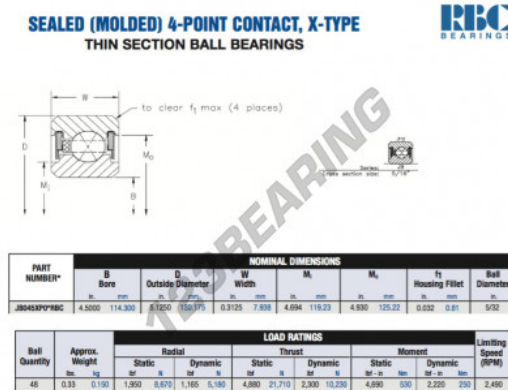 SEALED (MOLDED) 4-POINT CONTACT, X-TYPE
THIN SECTION BALL BEARINGS
RBC
BEARINGS
W
to clear f1 max (4 places)
D
Mo
Mi
B
Series:
Cross section size: 5/16"
123BEARING
PART NUMBER*
NOMINAL DIMENSIONS
B Bore
D Outside Diameter
W Width
Mi
Mo
f1 Housing Fillet
Ball Diameter
in. mm in. mm in. mm in. mm in. mm in. mm in.
JB045XP0*RBC 4.5000 114.300 5.1250 130.175 0.3125 7.938 4.694 119.23 4.930 125.22 0.032 0.81 5/32
Ball Quantity
Approx. Weight
LOAD RATINGS
Limiting Speed (RPM)
Radial Thrust Moment
Static Dynamic Static Dynamic Static Dynamic
lbs. kg lbf N lbf N lbf N lbf N lbf - in Nm lbf - in Nm
48 0.33 0.150 1,950 8,670 1,165 5,180 4,880 21,710 2,300 10,230 4,690 530 2,220 250 2,490